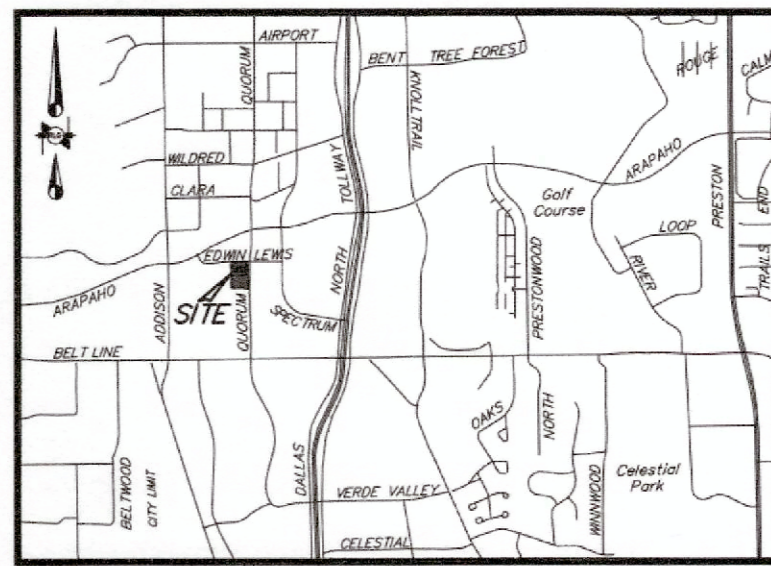 AIRPORT
QUORUM
BENT TREE FOREST
KNOLLTRAIL
ROUGE
CALM
WILDRED
CLARA
TOLLWAY
ARAPAHO
PRESTON
Golf
Course
END
TRAILS
LOOP
RIVER
EDWIN LEWIS
NORTH
PRESTONWOOD
ARAPAHO
ADDISON
SITE
QUORUM
SPECTRUM
BELT LINE
OAKS
NORTH
BELTWOOD
CITY LIMIT
DALLAS
VERDE VALLEY
WINNWOOD
Celestial
Park
CELESTIAL